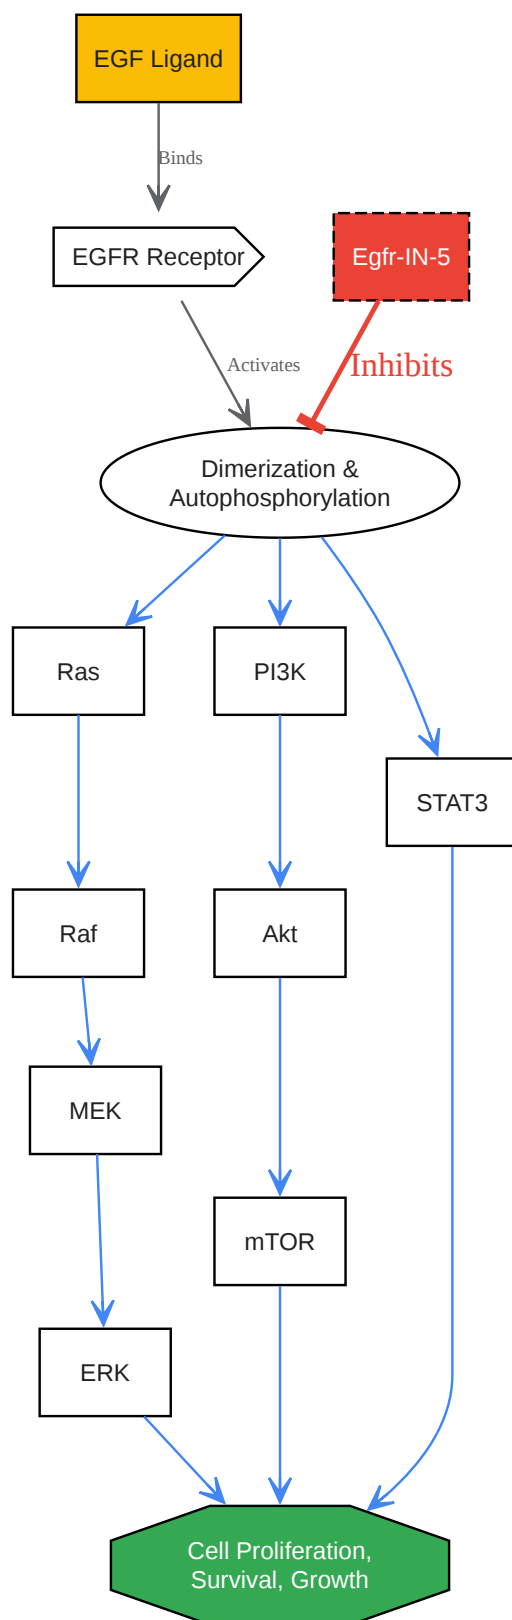 EGF Ligand
Binds
EGFR Receptor
Egfr-IN-5
Activates
Inhibits
Dimerization &
Autophosphorylation
Ras
PI3K
STAT3
Raf
Akt
MEK
mTOR
ERK
Cell Proliferation,
Survival, Growth